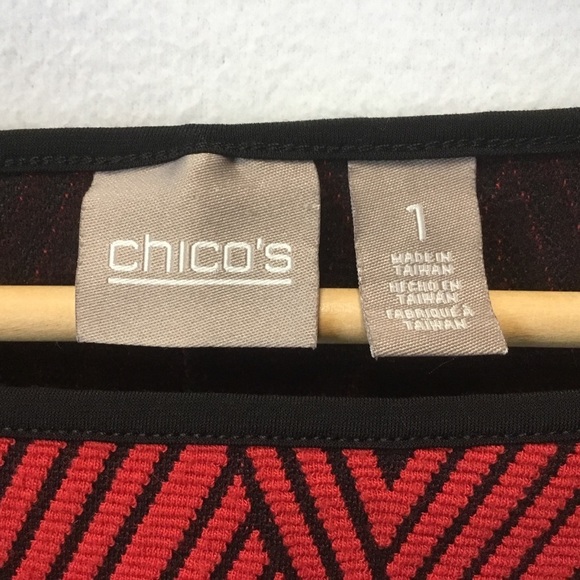 chico's
1
MADE IN
TAIWAN
HECHO EN
TAIWAN
FABRIQUÉ À
TAIWAN